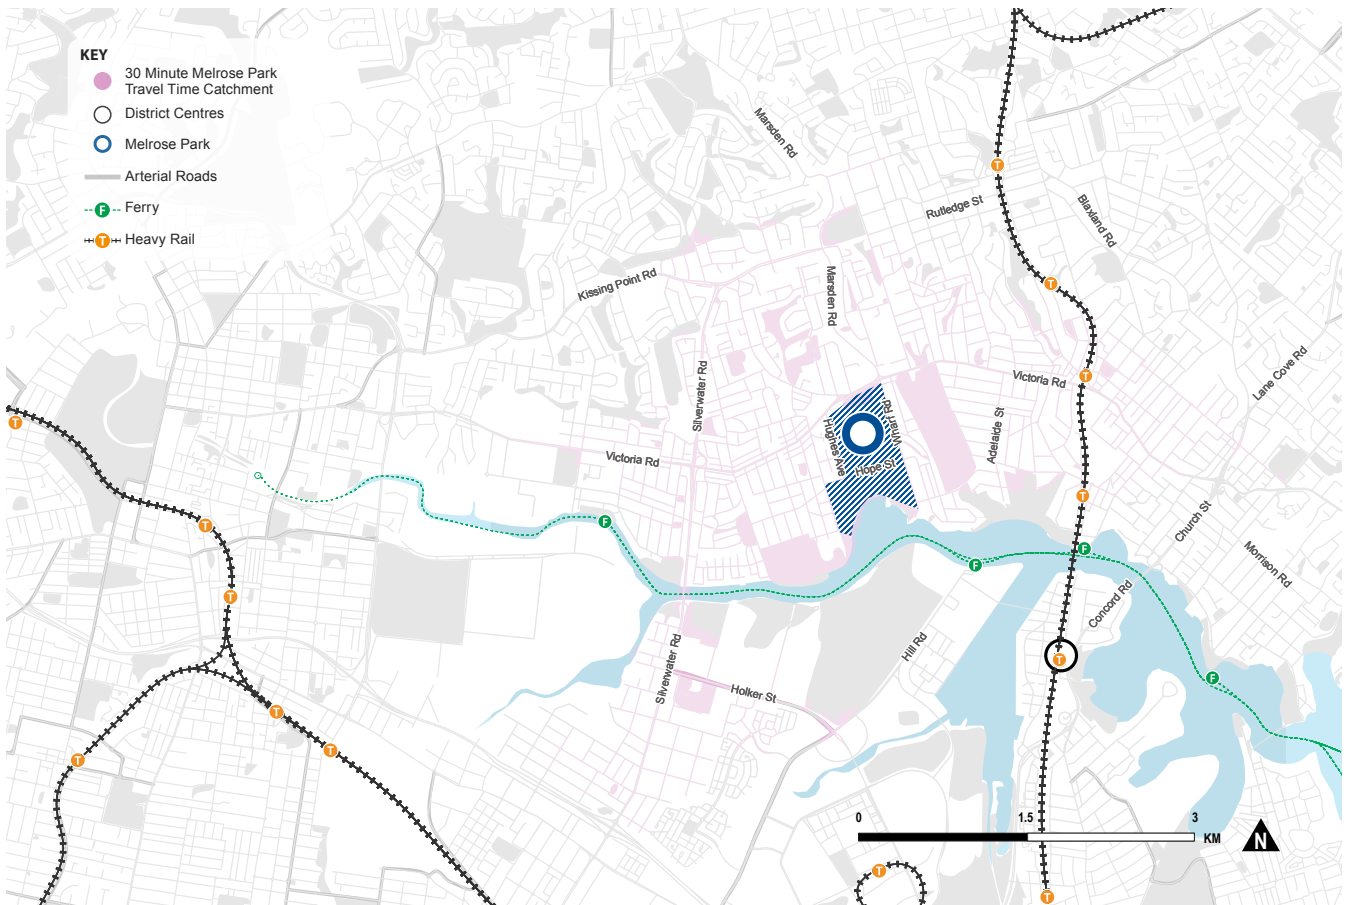 KEY
30 Minute Melrose Park
Travel Time Catchment
District Centres
Melrose Park
Arterial Roads
F Ferry
T Heavy Rail
Marsden Rd
Rutledge St
Blaxland Rd
Kissing Point Rd
Marsden Rd
Lane Cove Rd
Silverwater Rd
Victoria Rd
Adelaide St
Wharf Rd
Hughes Ave
Hope St
Victoria Rd
Church St
Morrison Rd
Concord Rd
Hill Rd
Silverwater Rd
Holker St
0 1.5 3
KM
N
T
T
T
T
T
T
T
T
T
T
T
T
T
T
F
F
F
F